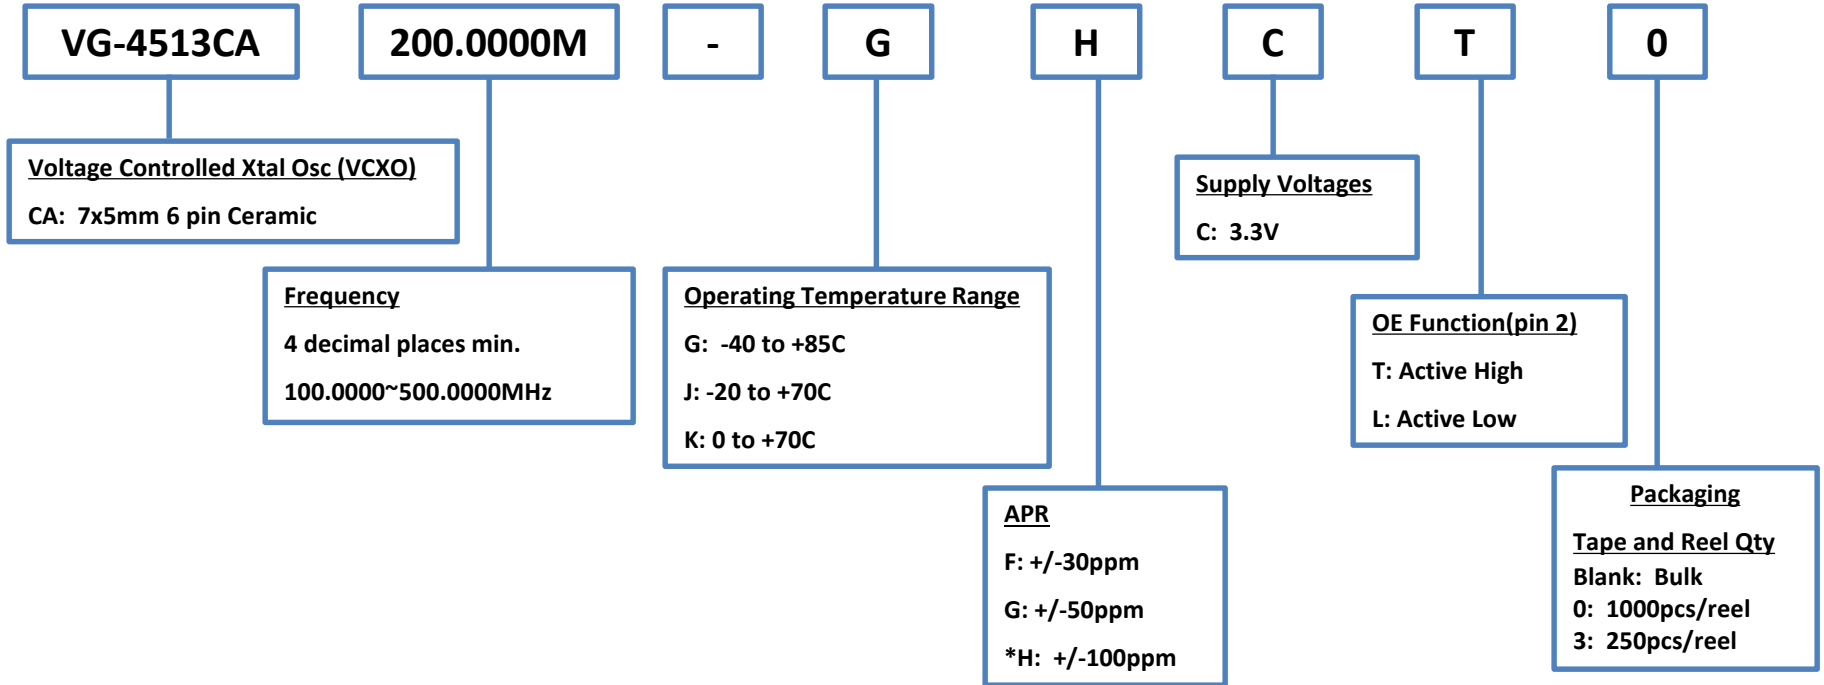 VG-4513CA 200.0000M - G H C T 0
Voltage Controlled Xtal Osc (VCXO)
CA: 7x5mm 6 pin Ceramic
Frequency
4 decimal places min.
100.0000~500.0000MHz
Operating Temperature Range
G: -40 to +85C
J: -20 to +70C
K: 0 to +70C
APR
F: +/-30ppm
G: +/-50ppm
*H: +/-100ppm
Supply Voltages
C: 3.3V
OE Function(pin 2)
T: Active High
L: Active Low
Packaging
Tape and Reel Qty
Blank: Bulk
0: 1000pcs/reel
3: 250pcs/reel